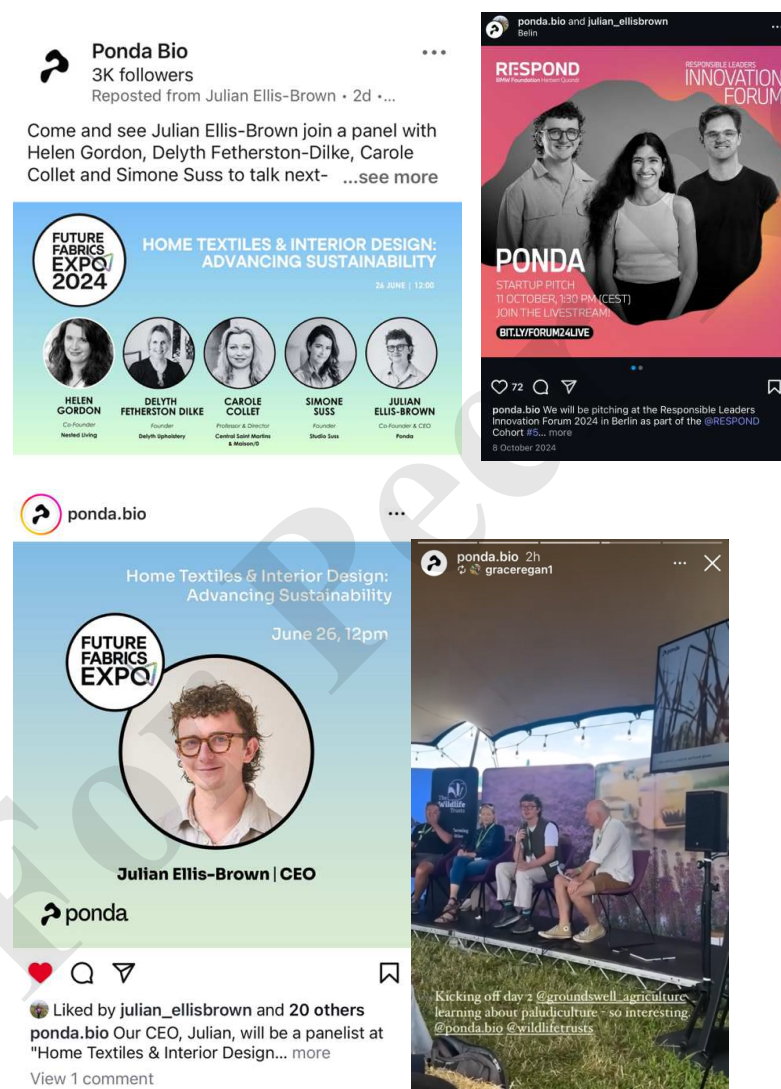 Ponda Bio
3K followers
Reposted from Julian Ellis-Brown • 2d •...
Come and see Julian Ellis-Brown join a panel with
Helen Gordon, Delyth Fetherston-Dilke, Carole
Collet and Simone Suss to talk next- ...see more
FUTURE
FABRICS
EXPO
2024
HOME TEXTILES & INTERIOR DESIGN:
ADVANCING SUSTAINABILITY
26 JUNE | 12:00
HELEN
GORDON
Co-Founder
Nested Living
DELYTH
FETHERSTON DILKE
Founder
Delyth Upholstery
CAROLE
COLLET
Professor & Director
Central Saint Martins
& Maison/0
SIMONE
SUSS
Founder
Studio Suss
JULIAN
ELLIS-BROWN
Co-Founder & CEO
Ponda
ponda.bio and julian_ellisbrown
Belin
RESPOND
BMW Foundation Herbert Quandt
RESPONSIBLE LEADERS
INNOVATION
FORUM
PONDA
STARTUP PITCH
11 OCTOBER, 1:30 PM (CEST)
JOIN THE LIVESTREAM!
BIT.LY/FORUM24LIVE
72
ponda.bio We will be pitching at the Responsible Leaders
Innovation Forum 2024 in Berlin as part of the @RESPOND
Cohort #5... more
8 October 2024
ponda.bio
Home Textiles & Interior Design:
Advancing Sustainability
June 26, 12pm
FUTURE
FABRICS
EXPO
Julian Ellis-Brown | CEO
ponda
Liked by julian_ellisbrown and 20 others
ponda.bio Our CEO, Julian, will be a panelist at
"Home Textiles & Interior Design... more
View 1 comment
ponda.bio 2h
graceregan1
ponda
The
Wildlife
Trusts
Kicking off day 2 @groundswell_agriculture
learning about paludiculture - so interesting.
@ponda.bio @wildlifetrusts
For Peer